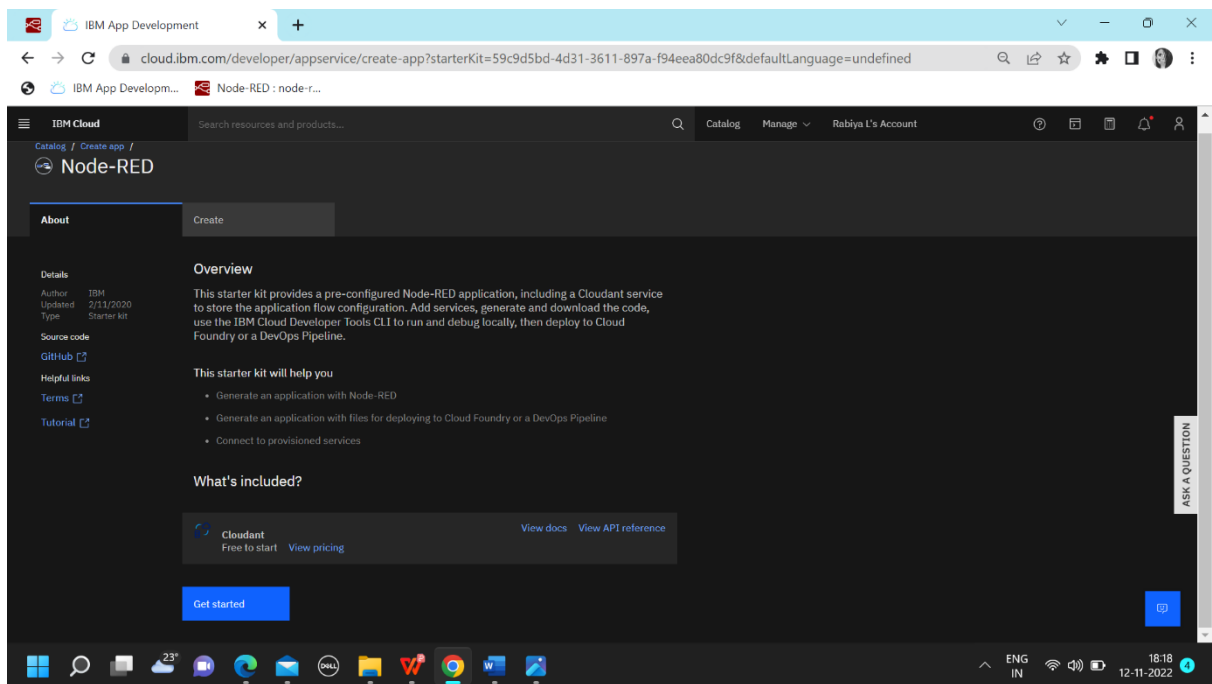 IBM App Development
cloud.ibm.com/developer/appservice/create-app?starterKit=59c9d5bd-4d31-3611-897a-f94eea80dc9f&defaultLanguage=undefined
IBM App Developm...
Node-RED : node-r...
IBM Cloud
Search resources and products...
Catalog
Manage
Rabiya L's Account
Catalog / Create app /
Node-RED
About
Create
Details
Author IBM
Updated 2/11/2020
Type Starter kit
Source code
GitHub
Helpful links
Terms
Tutorial
Overview
This starter kit provides a pre-configured Node-RED application, including a Cloudant service
to store the application flow configuration. Add services, generate and download the code,
use the IBM Cloud Developer Tools CLI to run and debug locally, then deploy to Cloud
Foundry or a DevOps Pipeline.
This starter kit will help you
• Generate an application with Node-RED
• Generate an application with files for deploying to Cloud Foundry or a DevOps Pipeline
• Connect to provisioned services
What's included?
Cloudant
Free to start View pricing
View docs View API reference
Get started
ASK A QUESTION
23°
DELL
ENG
IN
18:18
12-11-2022
4